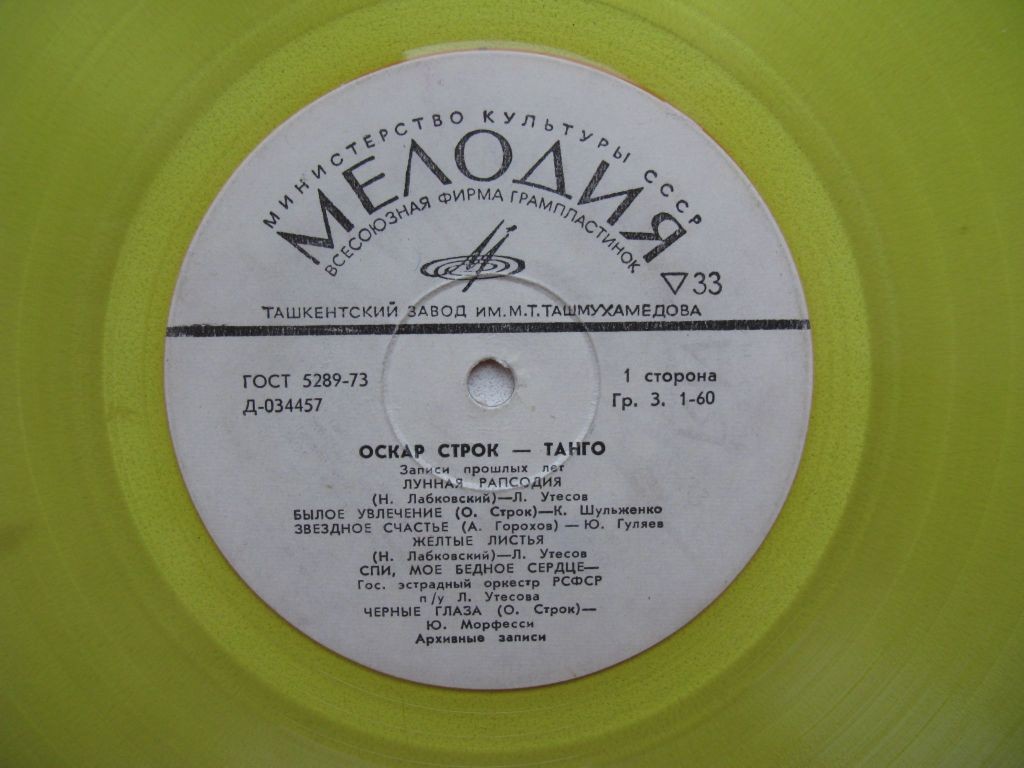 МИНИСТЕРСТВО КУЛЬТУРЫ СССР
МЕЛОДИЯ
ВСЕСОЮЗНАЯ ФИРМА ГРАМПЛАСТИНОК
▽33
ТАШКЕНТСКИЙ ЗАВОД ИМ. М.Т. ТАШМУХАМЕДОВА
ГОСТ 5289-73
1 сторона
Д-034457
Гр. 3. 1-60
ОСКАР СТРОК — ТАНГО
Записи прошлых лет
ЛУННАЯ РАПСОДИЯ
(Н. Лабковский)—Л. Утесов
БЫЛОЕ УВЛЕЧЕНИЕ (О. Строк)—К. Шульженко
ЗВЕЗДНОЕ СЧАСТЬЕ (А. Горохов) — Ю. Гуляев
ЖЕЛТЫЕ ЛИСТЬЯ
(Н. Лабковский)—Л. Утесов
СПИ, МОЕ БЕДНОЕ СЕРДЦЕ—
Гос. эстрадный оркестр РСФСР
п/у Л. Утесова
ЧЕРНЫЕ ГЛАЗА (О. Строк)—
Ю. Морфесси
Архивные записи